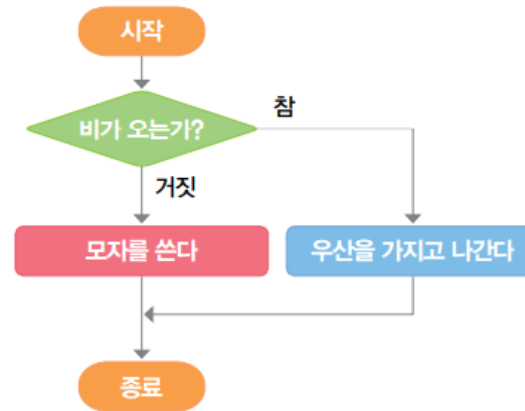 시작
비가 오는가?
참
거짓
모자를 쓴다
우산을 가지고 나간다
종료